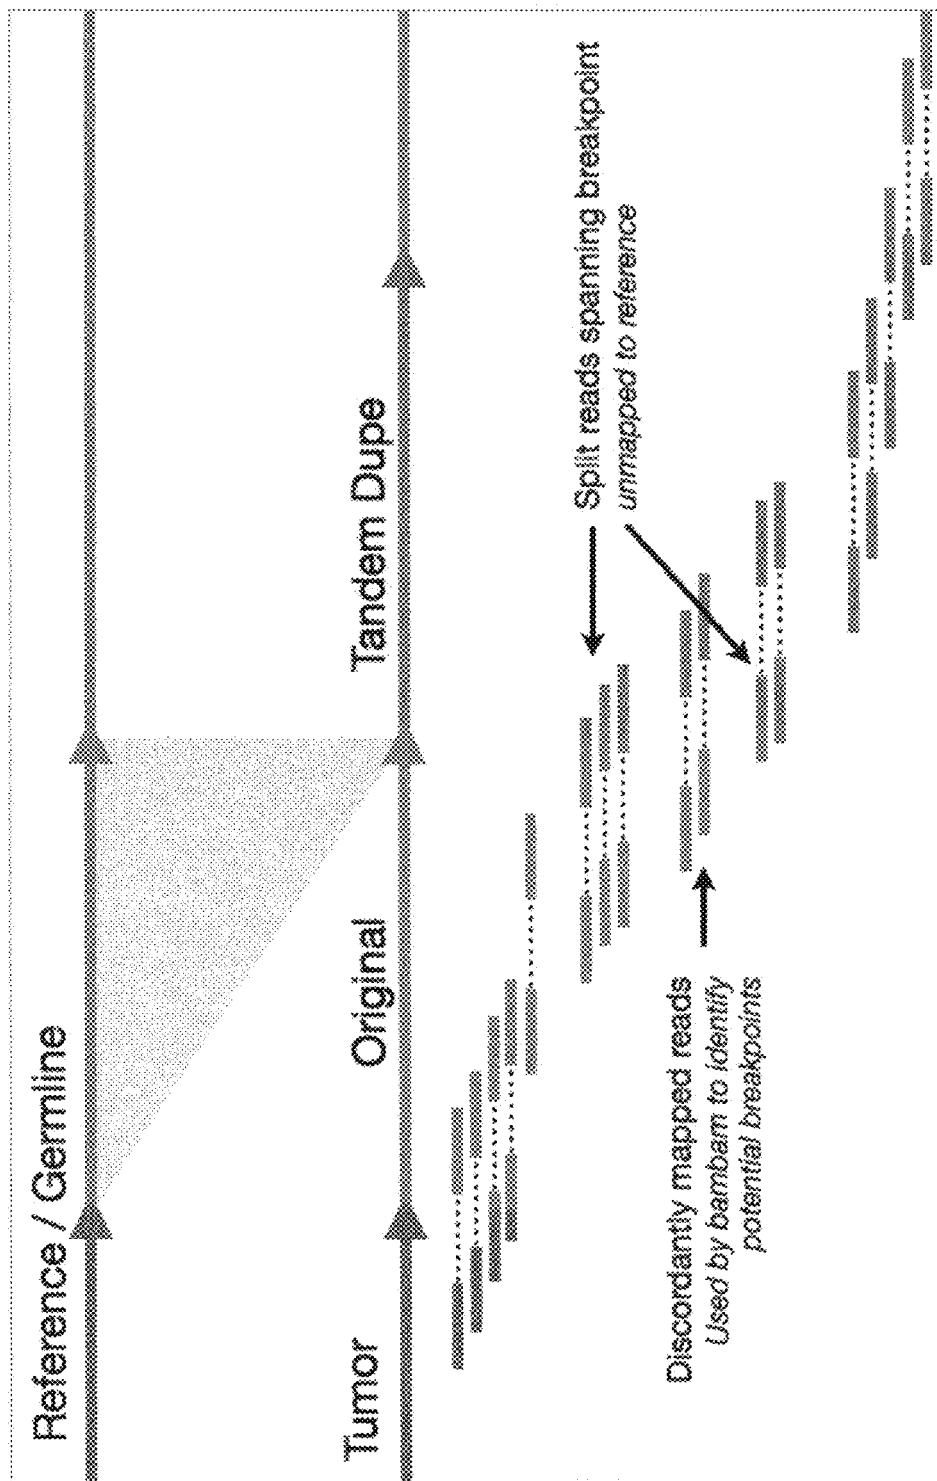 Reference / Germline
Tumor
Original
Tandem Dupe
Split reads spanning breakpoint
unmapped to reference
Discordantly mapped reads
Used by bambam to identify
potential breakpoints